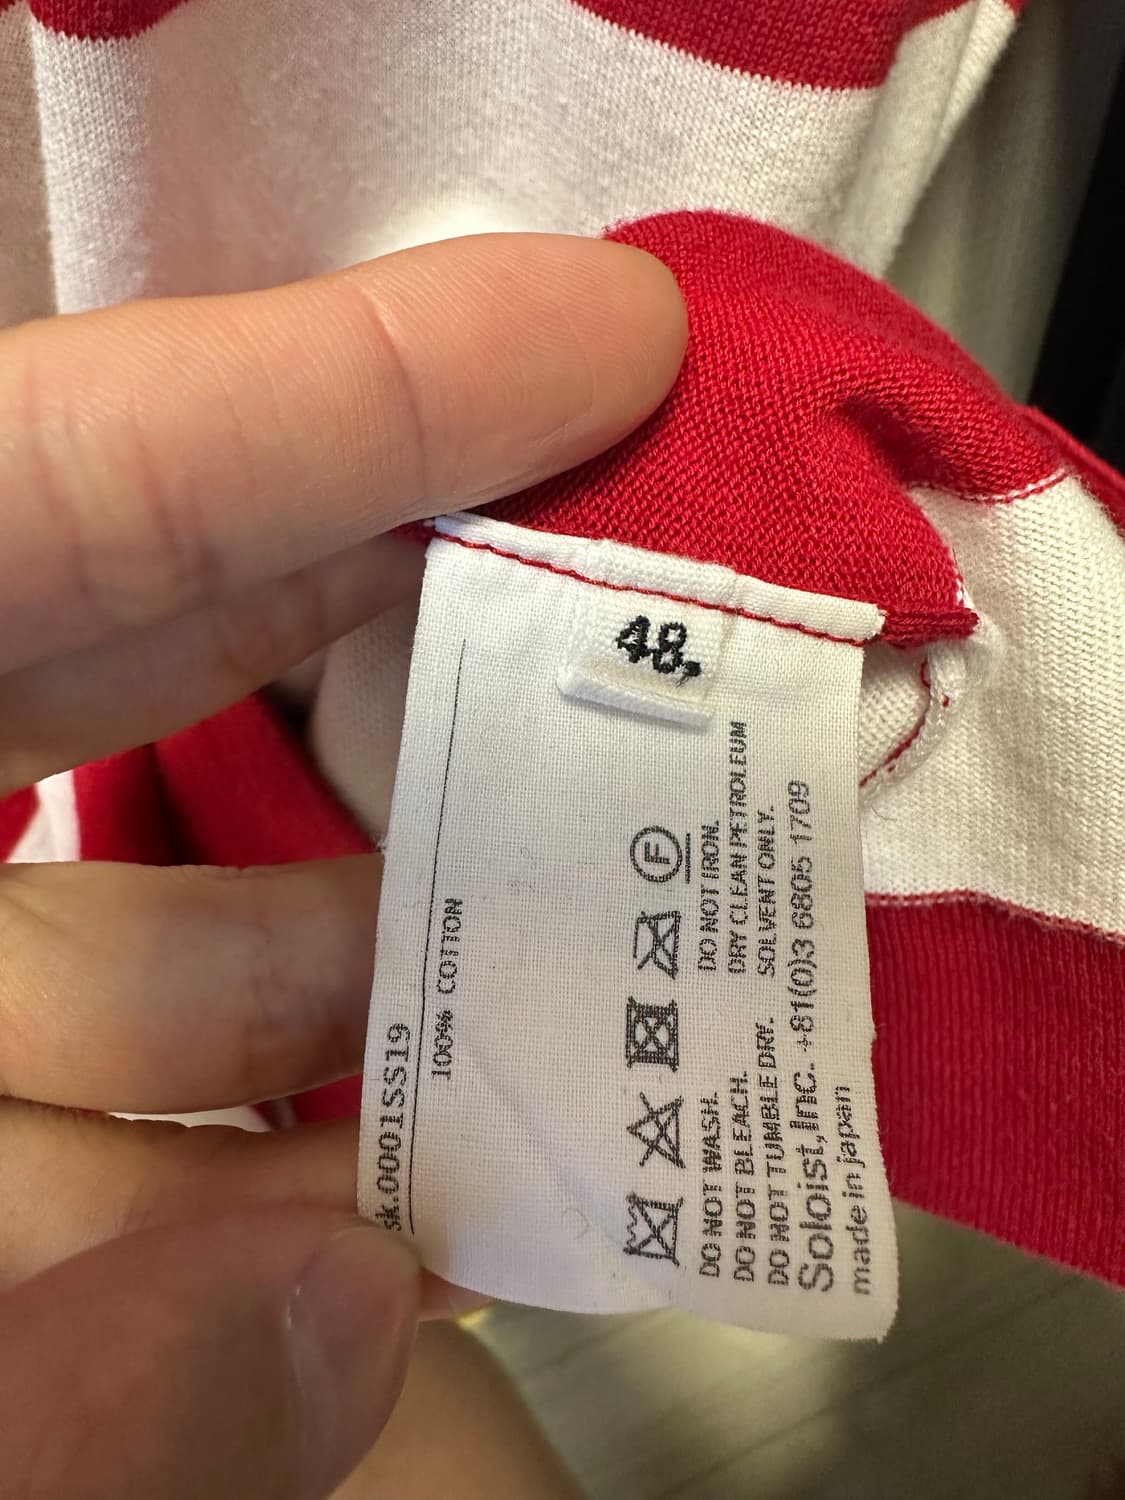 48,
sk.0001SS19
100% COTTON
F
DO NOT WASH.
DO NOT BLEACH.
DO NOT TUMBLE DRY.
DO NOT IRON.
DRY CLEAN PETROLEUM
SOLVENT ONLY.
Soloist,Inc. +81(0)3 6805 1709
made in japan